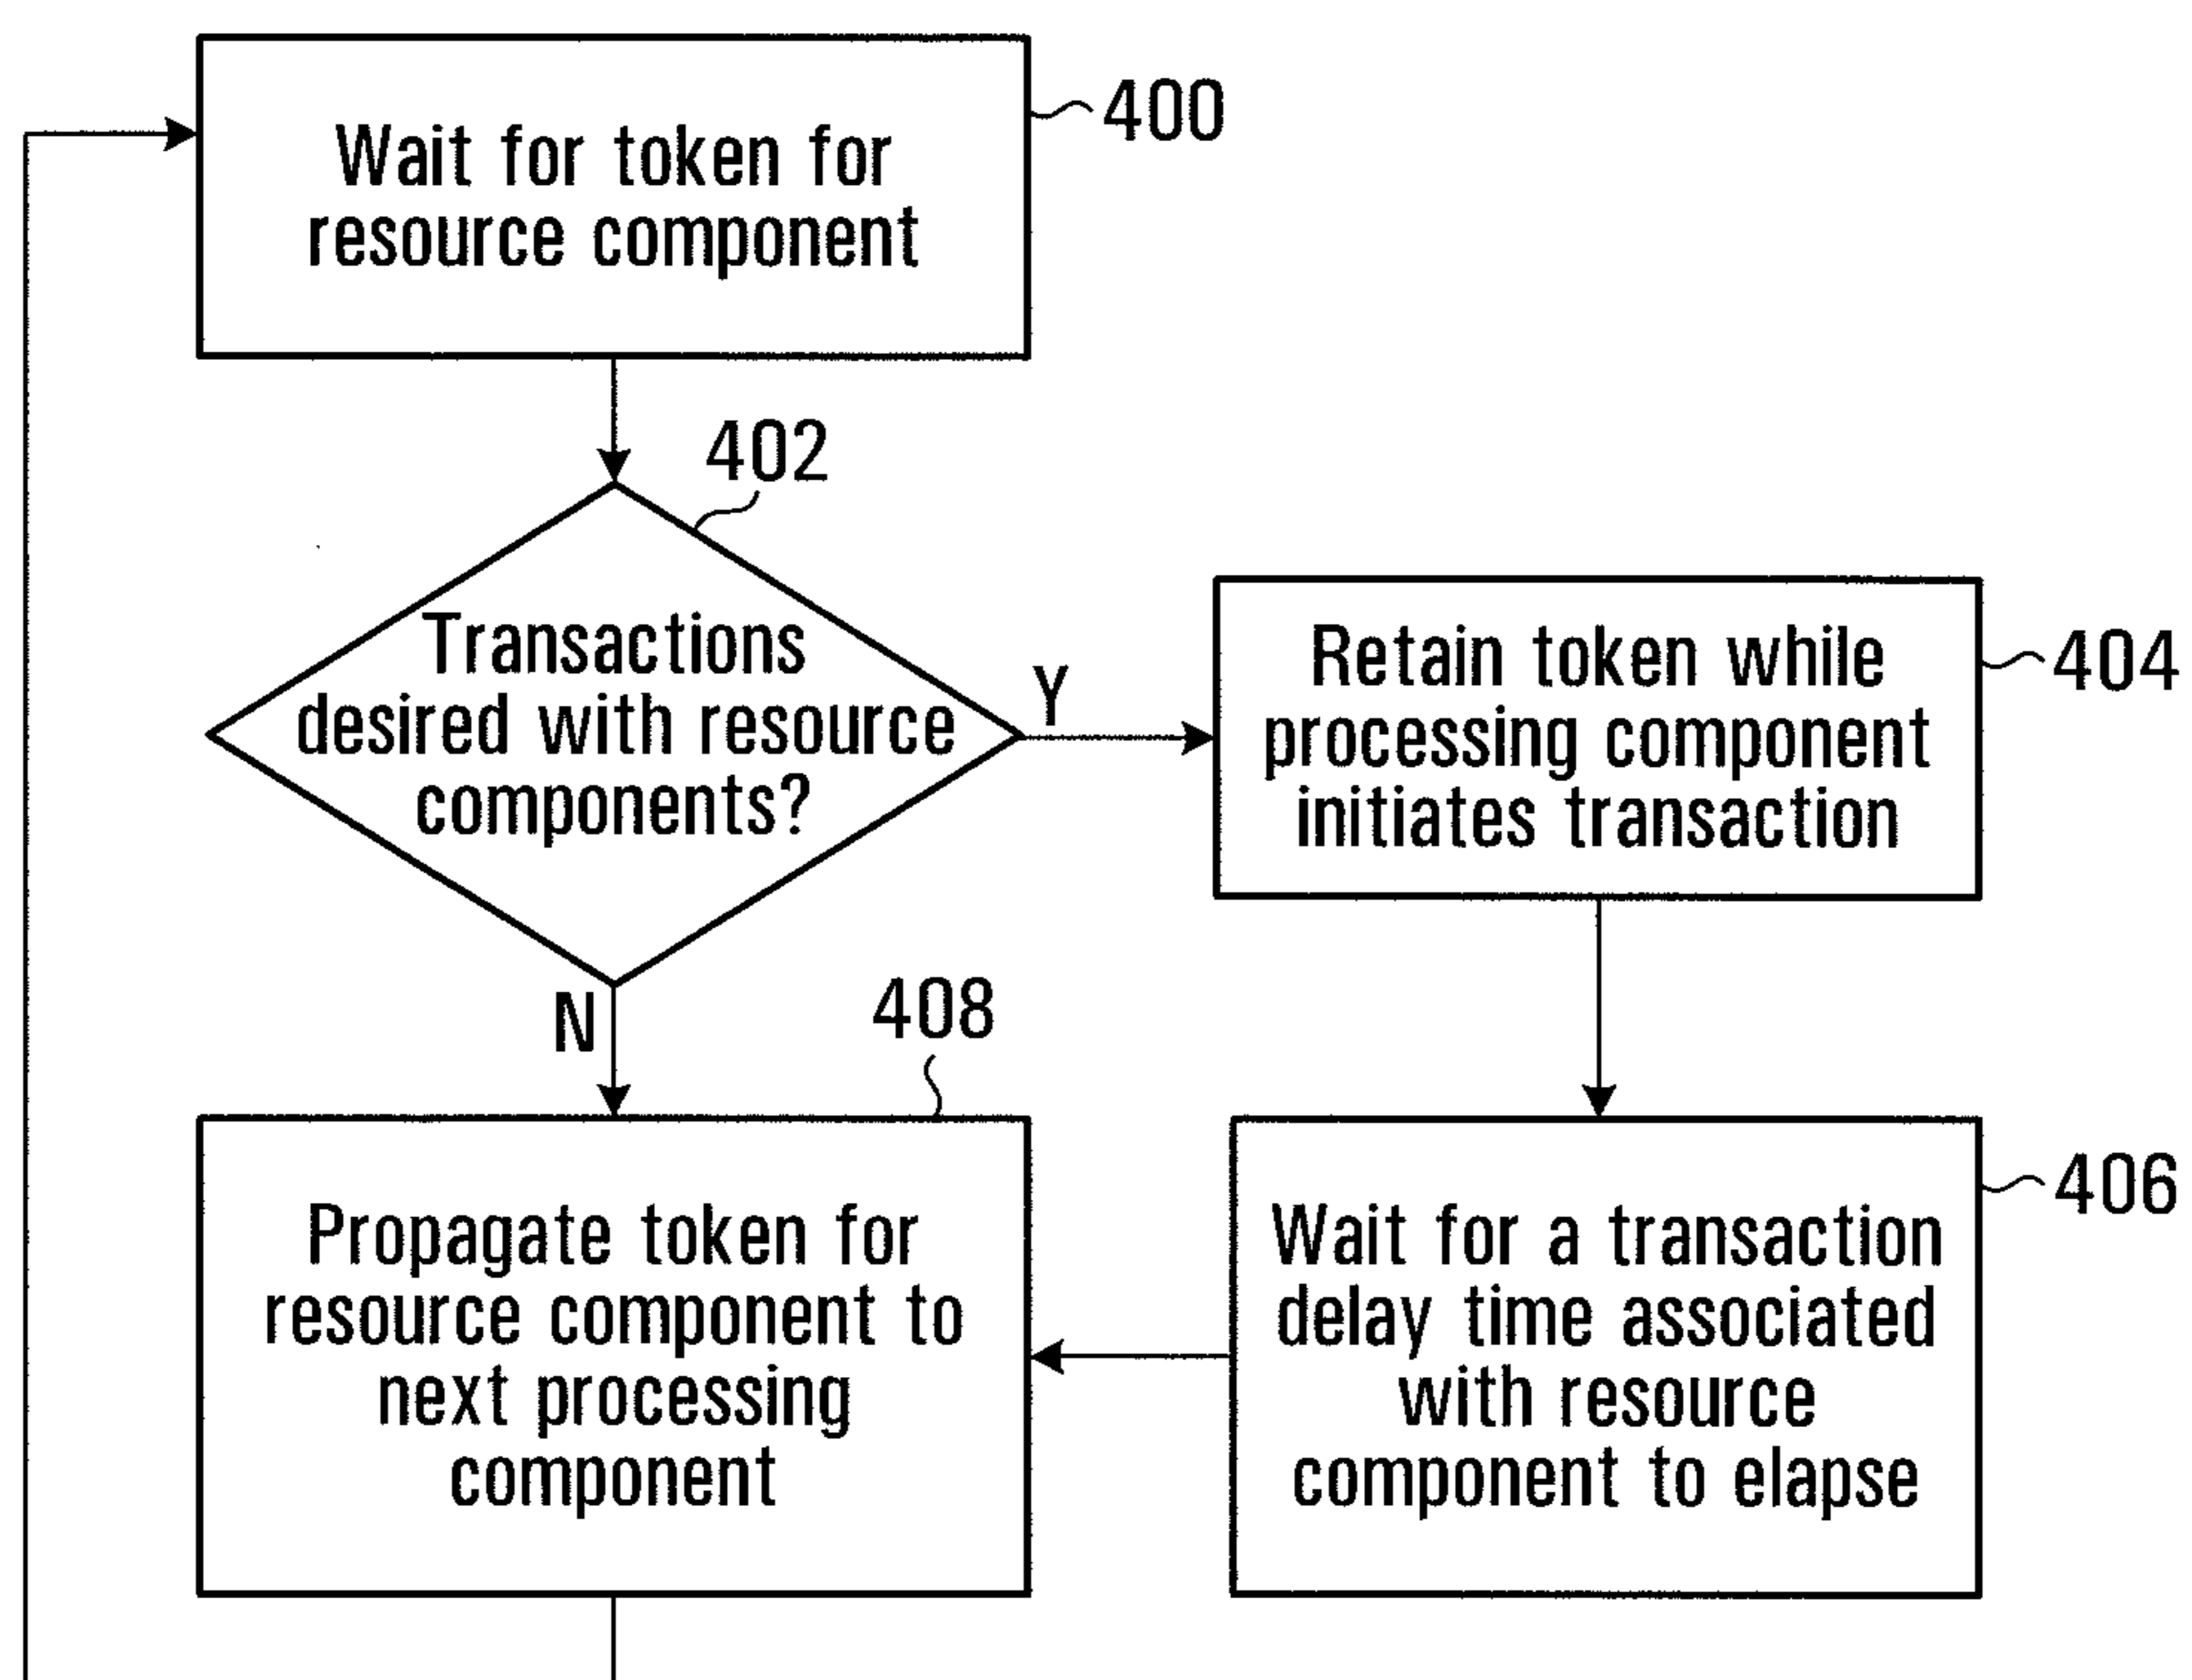 Wait for token for
resource component
400
402
Transactions
desired with resource
components?
Y
Retain token while
processing component
initiates transaction
404
N
408
Propagate token for
resource component to
next processing
component
Wait for a transaction
delay time associated
with resource
component to elapse
406